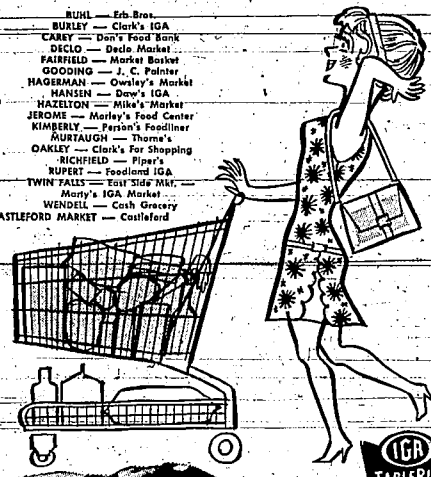 BUHL — Erb Bros.
BURLEY — Clark's IGA
CAREY — Don's Food Bank
DECLO — Declo Market
FAIRFIELD — Market Basket
GOODING — J. C. Painter
HAGERMAN — Owsley's Market
HANSEN — Daw's IGA
HAZELTON — Mike's Market
JEROME — Marley's Food Center
KIMBERLY — Person's Foodliner
MURTAUGH — Thorne's
OAKLEY — Clark's For Shopping
RICHFIELD — Piper's
RUPERT — Foodland IGA
TWIN FALLS — East Side Mkt. —
Marty's IGA Market
WENDELL — Cash Grocery
ASTLEFORD MARKET — Castleford
IGA
TABLERI